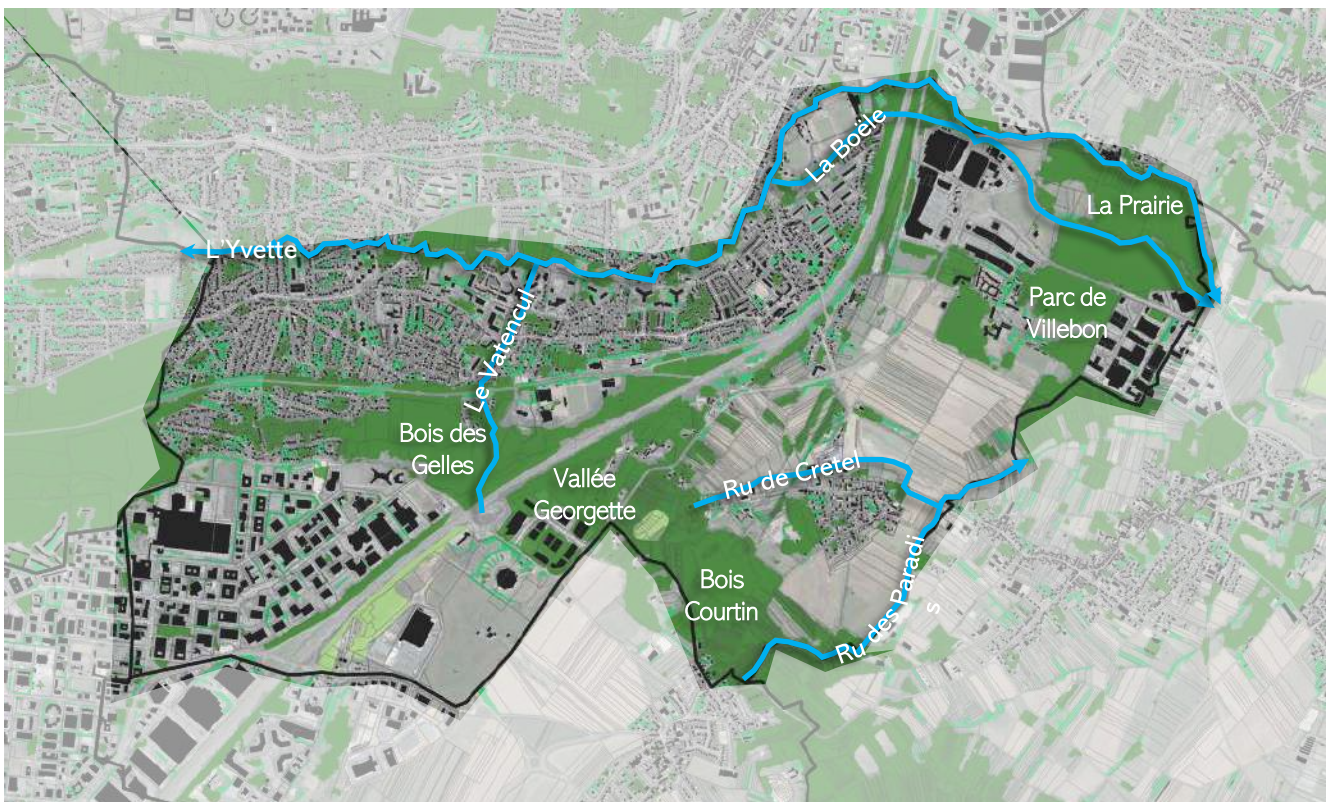 La Boële
La Prairie
L'Yvette
Parc de
Villebon
Le Vatencul
Bois des
Gelles
Vallée
Georgette
Ru de Cretel
Bois
Courtin
Ru des Paradi
s